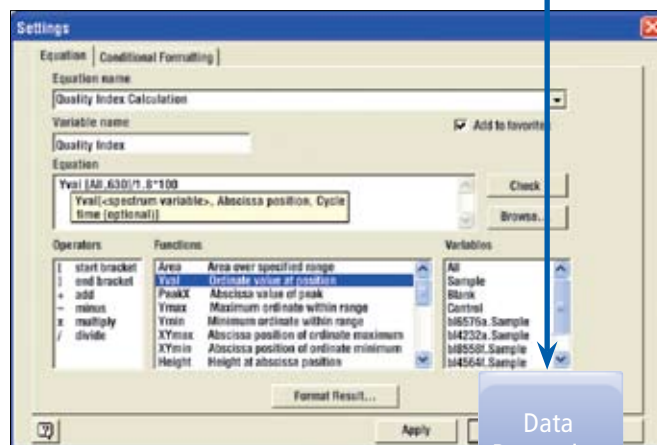 Settings
Equation
Conditional Formatting
Equation name
Quality Index Calculation
Variable name
Add to favorites
Quality Index
Equation
Yval [All,630]/1.8*100
Yval[<spectrum variable>, Abscissa position, Cycle
time (optional)]
Check
Browse...
Operators
Functions
Variables
[ start bracket
] end bracket
+ add
- minus
x multiply
/ divide
Area Area over specified range
Yval Ordinate value at position
PeakX Abscissa value of peak
Ymax Maximum ordinate within range
Ymin Minimum ordinate within range
XYmax Abscissa position of ordinate maximum
XYmin Abscissa position of ordinate minimum
Height Height at abscissa position
All
Sample
Blank
Control
bl6576a.Sample
bl4232a.Sample
bl8558f.Sample
bl4564f.Sample
Format Result...
?
Apply
Data